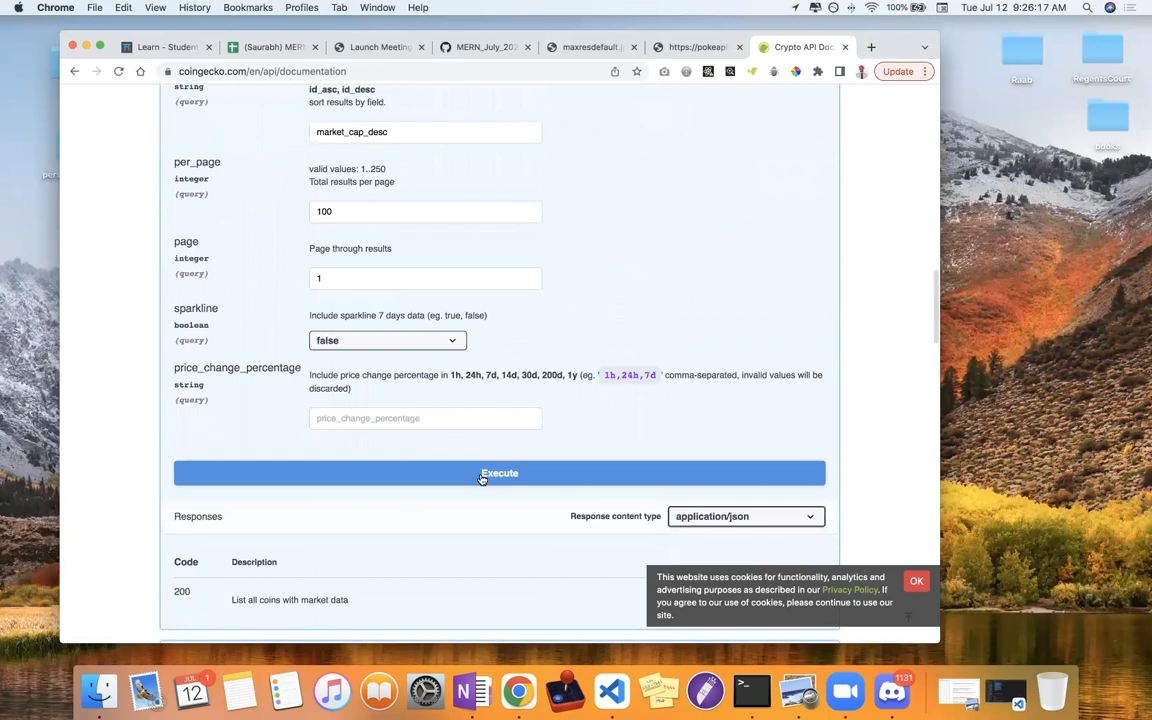 Chrome File Edit View History Bookmarks Profiles Tab Window Help 100% Tue Jul 12 9:26:17 AM
Learn - Student
(Saurabh) MER
Launch Meeting
MERN_July_202
maxresdefault.j
https://pokeap
Crypto API Doc
coingecko.com/en/api/documentation
Update
Raab
RegentsCourt
books
pers
string
id_asc, id_desc
(query)
sort results by field.
market_cap_desc
per_page
valid values: 1..250
integer
Total results per page
(query)
100
page
Page through results
integer
(query)
1
sparkline
Include sparkline 7 days data (eg. true, false)
boolean
(query)
false
price_change_percentage
Include price change percentage in 1h, 24h, 7d, 14d, 30d, 200d, 1y (eg. '1h,24h,7d' comma-separated, invalid values will be
string
discarded)
(query)
price_change_percentage
Execute
Responses
Response content type
application/json
Code
Description
200
List all coins with market data
This website uses cookies for functionality, analytics and
advertising purposes as described in our Privacy Policy. If
you agree to our use of cookies, please continue to use our
site.
OK
JUL
12
1
1131